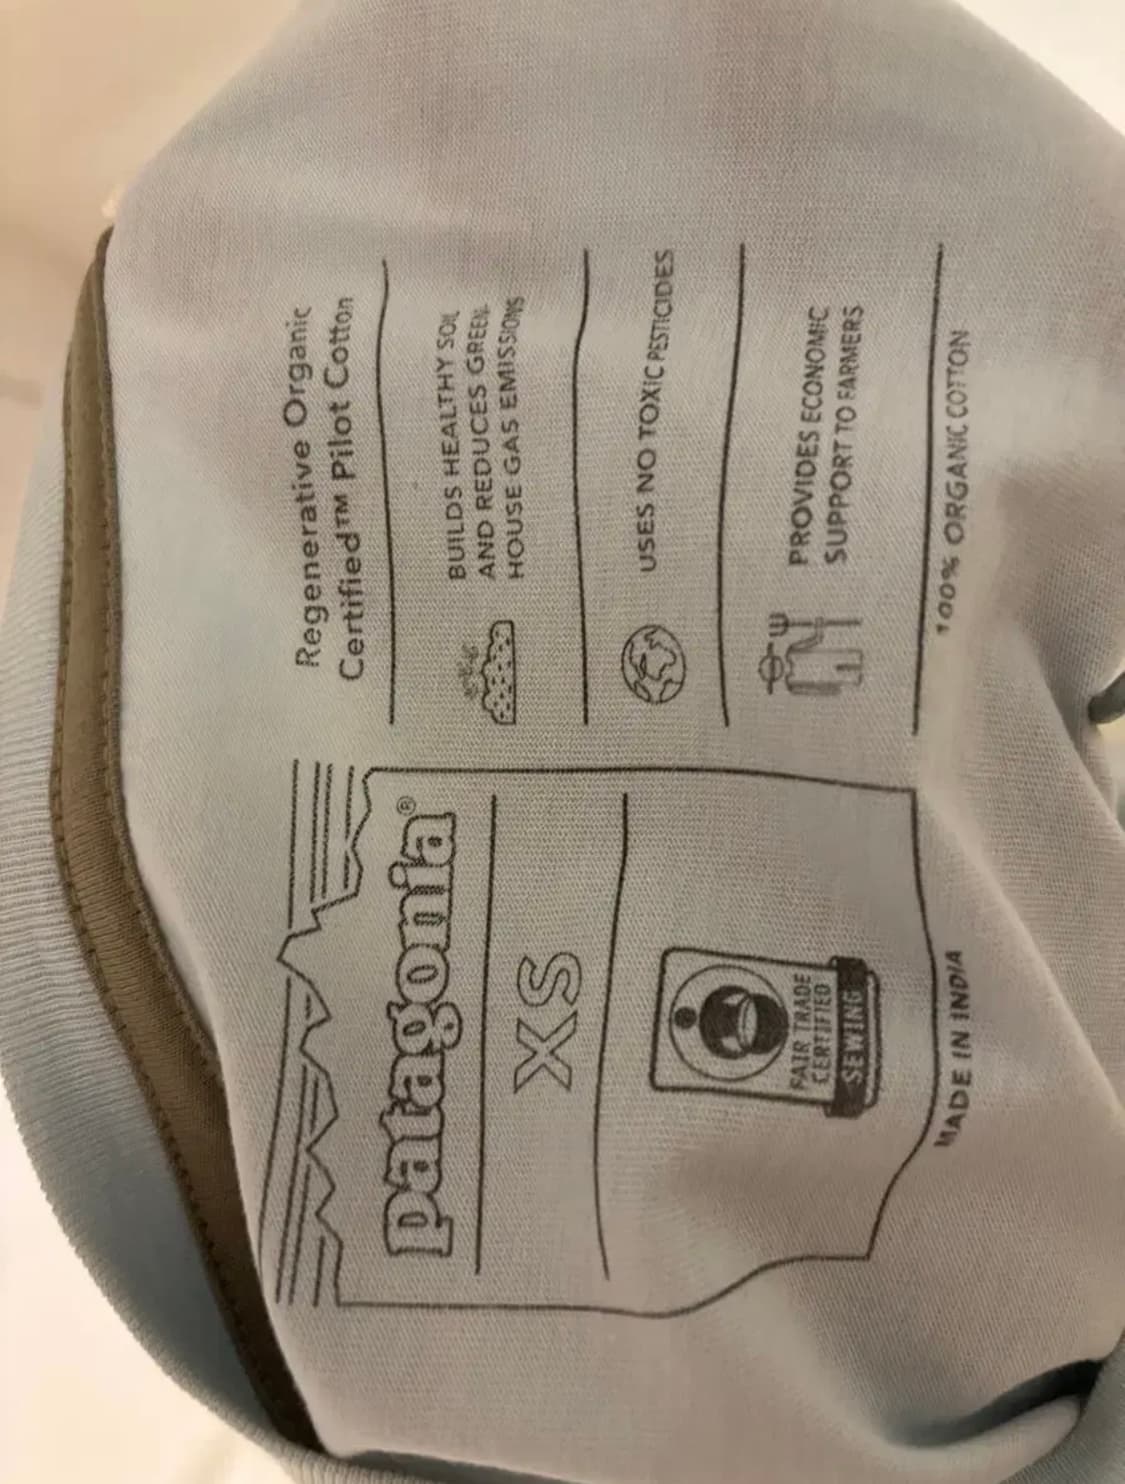 patagonia®
XS
FAIR TRADE
CERTIFIED
SEWING
MADE IN INDIA
Regenerative Organic
Certified™ Pilot Cotton
BUILDS HEALTHY SOIL
AND REDUCES GREEN-
HOUSE GAS EMISSIONS
USES NO TOXIC PESTICIDES
PROVIDES ECONOMIC
SUPPORT TO FARMERS
100% ORGANIC COTTON